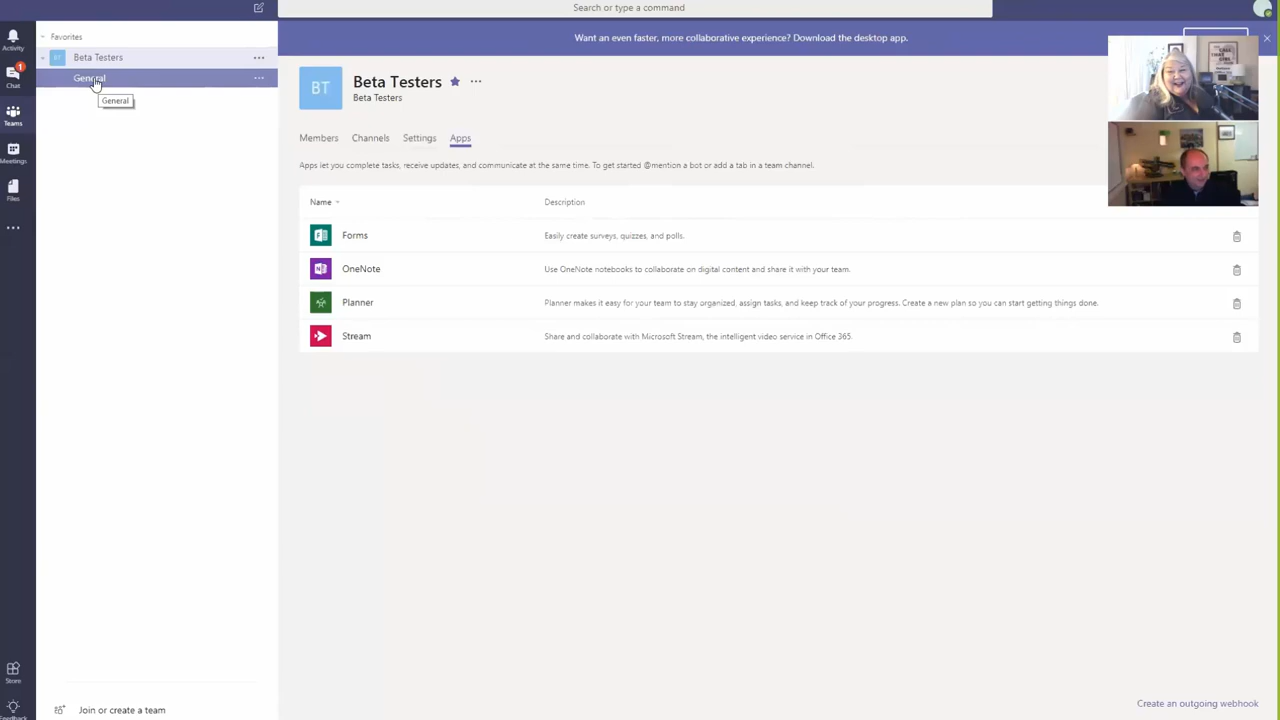 Search or type a command
Want an even faster, more collaborative experience? Download the desktop app.
Activity
Chat
1
Teams
Meetings
Files
Store
Feedback
Favorites
BT
Beta Testers
General
General
Join or create a team
BT
Beta Testers
Beta Testers
Members
Channels
Settings
Apps
Apps let you complete tasks, receive updates, and communicate at the same time. To get started @mention a bot or add a tab in a team channel.
Name
Description
Forms
Easily create surveys, quizzes, and polls.
OneNote
Use OneNote notebooks to collaborate on digital content and share it with your team.
Planner
Planner makes it easy for your team to stay organized, assign tasks, and keep track of your progress. Create a new plan so you can start getting things done.
Stream
Share and collaborate with Microsoft Stream, the intelligent video service in Office 365.
Create an outgoing webhook